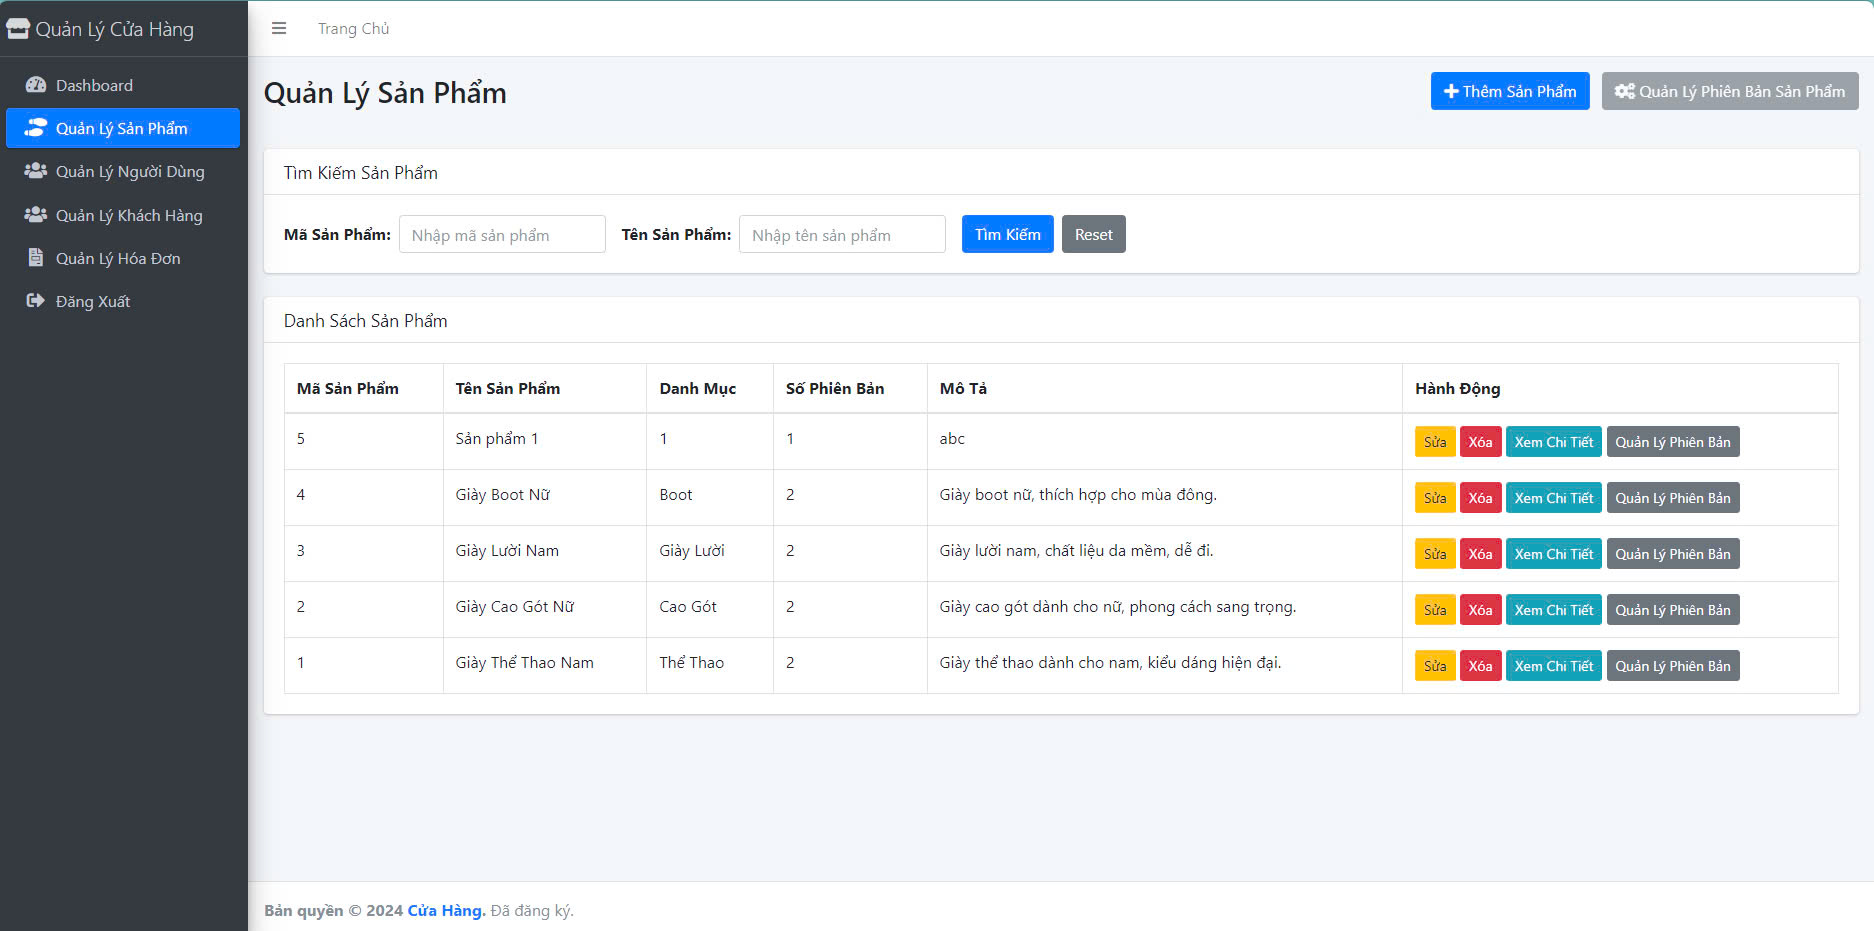 Quản Lý Cửa Hàng
Trang Chủ
Dashboard
Quản Lý Sản Phẩm
Quản Lý Người Dùng
Quản Lý Khách Hàng
Quản Lý Hóa Đơn
Đăng Xuất
Quản Lý Sản Phẩm
Thêm Sản Phẩm
Quản Lý Phiên Bản Sản Phẩm
Tìm Kiếm Sản Phẩm
Mã Sản Phẩm: Nhập mã sản phẩm Tên Sản Phẩm: Nhập tên sản phẩm Tìm Kiếm Reset
Danh Sách Sản Phẩm
Mã Sản Phẩm Tên Sản Phẩm Danh Mục Số Phiên Bản Mô Tả Hành Động
5 Sản phẩm 1 1 1 abc Sửa Xóa Xem Chi Tiết Quản Lý Phiên Bản
4 Giày Boot Nữ Boot 2 Giày boot nữ, thích hợp cho mùa đông. Sửa Xóa Xem Chi Tiết Quản Lý Phiên Bản
3 Giày Lười Nam Giày Lười 2 Giày lười nam, chất liệu da mềm, dễ đi. Sửa Xóa Xem Chi Tiết Quản Lý Phiên Bản
2 Giày Cao Gót Nữ Cao Gót 2 Giày cao gót dành cho nữ, phong cách sang trọng. Sửa Xóa Xem Chi Tiết Quản Lý Phiên Bản
1 Giày Thể Thao Nam Thể Thao 2 Giày thể thao dành cho nam, kiểu dáng hiện đại. Sửa Xóa Xem Chi Tiết Quản Lý Phiên Bản
Bản quyền © 2024 Cửa Hàng. Đã đăng ký.